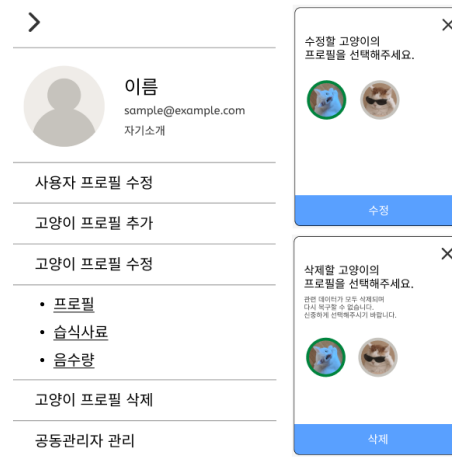 이름
sample@example.com
자기소개
사용자 프로필 수정
고양이 프로필 추가
고양이 프로필 수정
• 프로필
• 습식사료
• 음수량
고양이 프로필 삭제
공동관리자 관리
수정할 고양이의
프로필을 선택해주세요.
수정
삭제할 고양이의
프로필을 선택해주세요.
관련 데이터가 모두 삭제되며
다시 복구할 수 없습니다.
신중하게 선택해주시기 바랍니다.
삭제